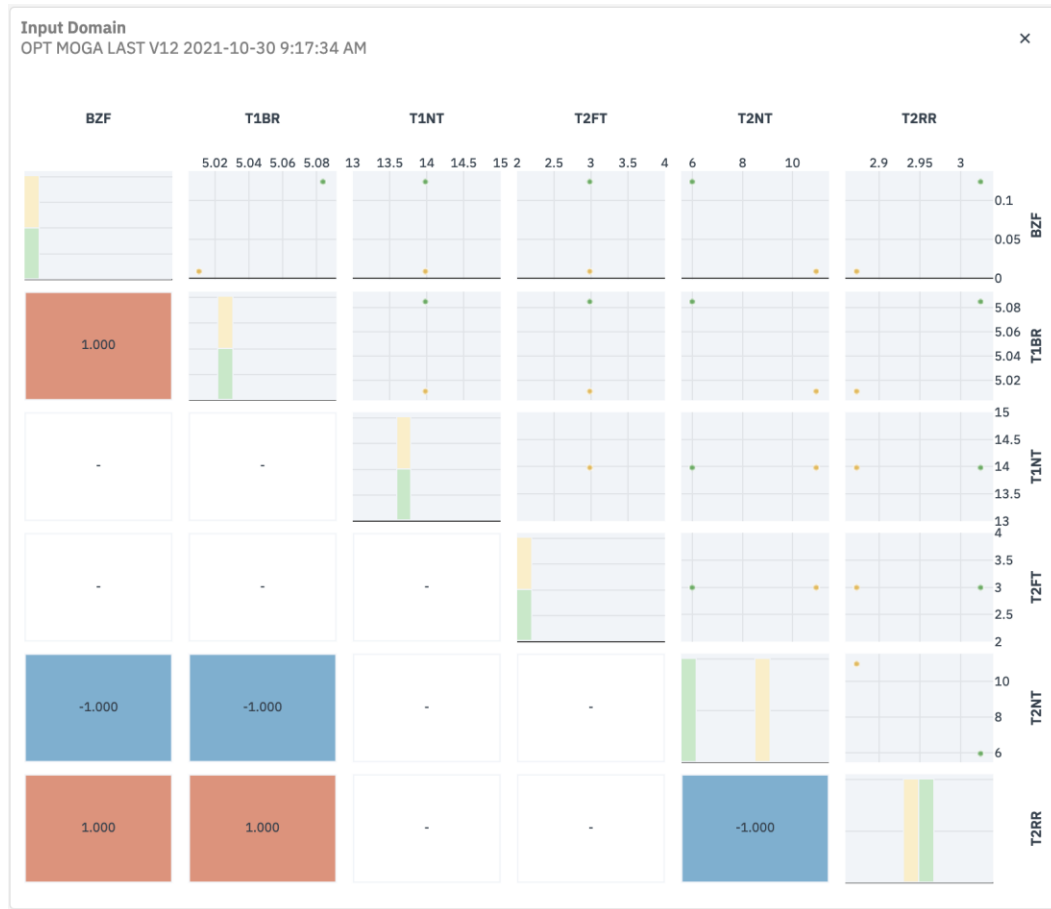 Input Domain
OPT MOGA LAST V12 2021-10-30 9:17:34 AM
×
BZF T1BR T1NT T2FT T2NT T2RR
5.02 5.04 5.06 5.08 13 13.5 14 14.5 15 2 2.5 3 3.5 4 6 8 10 2.9 2.95 3
0.1
0.05
0
BZF
1.000
5.08
5.06
5.04
5.02
T1BR
- -
15
14.5
14
13.5
13
T1NT
- - -
4
3.5
3
2.5
2
T2FT
-1.000 -1.000 - -
10
8
6
T2NT
1.000 1.000 - - -1.000
T2RR